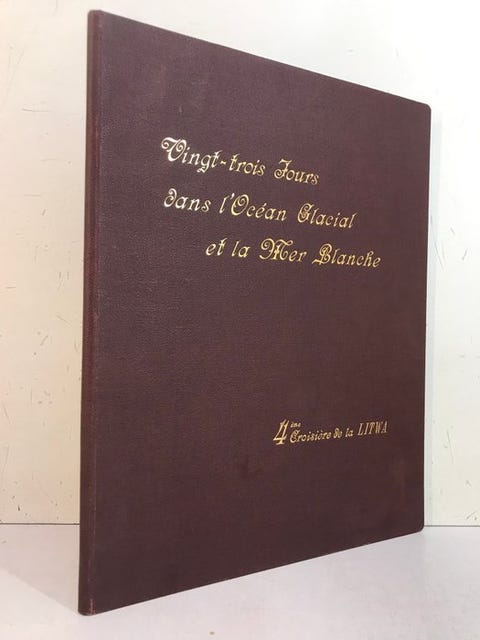 Vingt-trois Jours
dans l'Océan Glacial
et la Mer Blanche
4ème Croisière de la LITWA